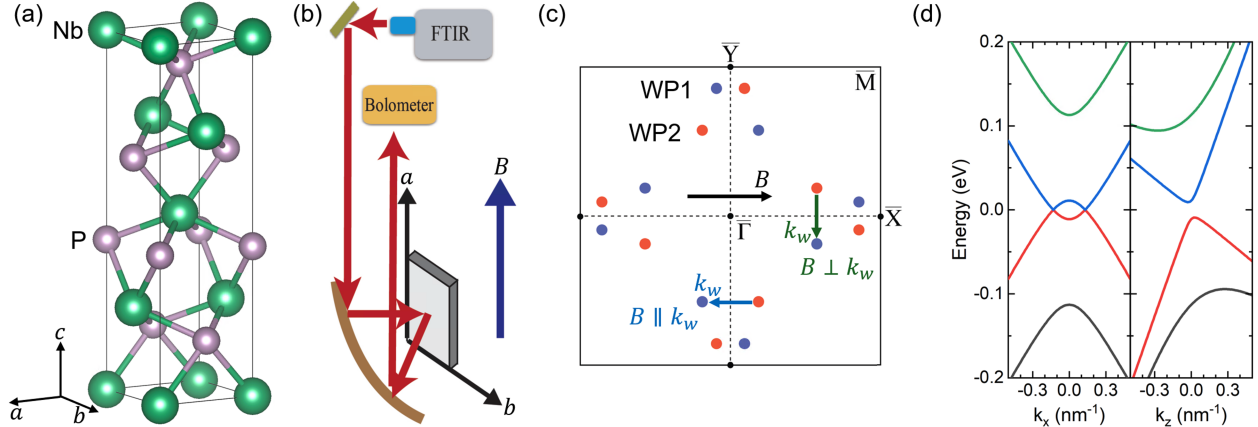 (a)
Nb
P
c
a
b
(b)
FTIR
Bolometer
B
a
b
(c)
Y̅
M̅
WP1
WP2
B
X̅
Γ̅
k_w
B ⊥ k_w
k_w
B ∥ k_w
(d)
Energy (eV)
0.2
0.1
0.0
-0.1
-0.2
-0.3 0.0 0.3
-0.3 0.0 0.3
k_x (nm⁻¹)
k_z (nm⁻¹)